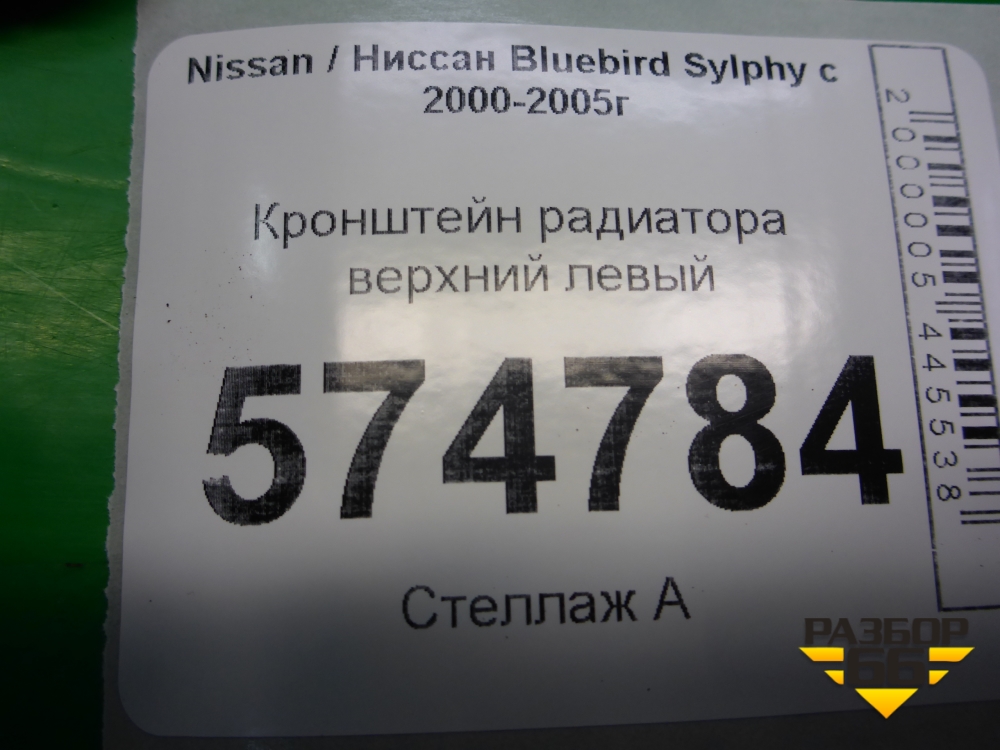 Nissan / Ниссан Bluebird Sylphy с
2000-2005г
Кронштейн радиатора
верхний левый
574784
Стеллаж А
2000005445538
РАЗБОР
66